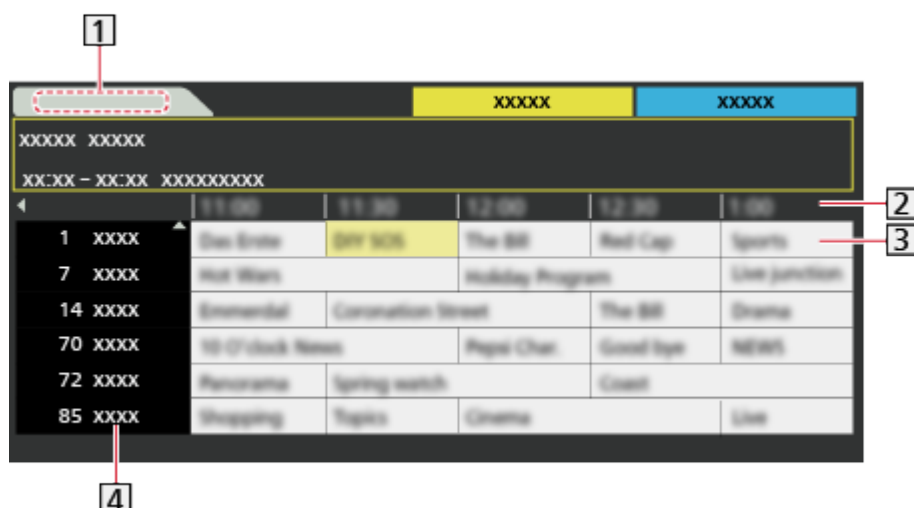 1
XXXXX XXXXX
XXXXX XXXXX
XX:XX – XX:XX XXXXXXXXX
11:00 11:30 12:00 12:30 1:00 2
1 XXXX Das Erste DIY SOS The Bill Red Cap Sports 3
7 XXXX Hot Wars Holiday Program Live junction
14 XXXX Emmerdal Coronation Street The Bill Drama
70 XXXX 10 O'clock News Pepsi Char. Good bye NEWS
72 XXXX Panorama Spring watch Coast
85 XXXX Shopping Topics Cinema Live
4